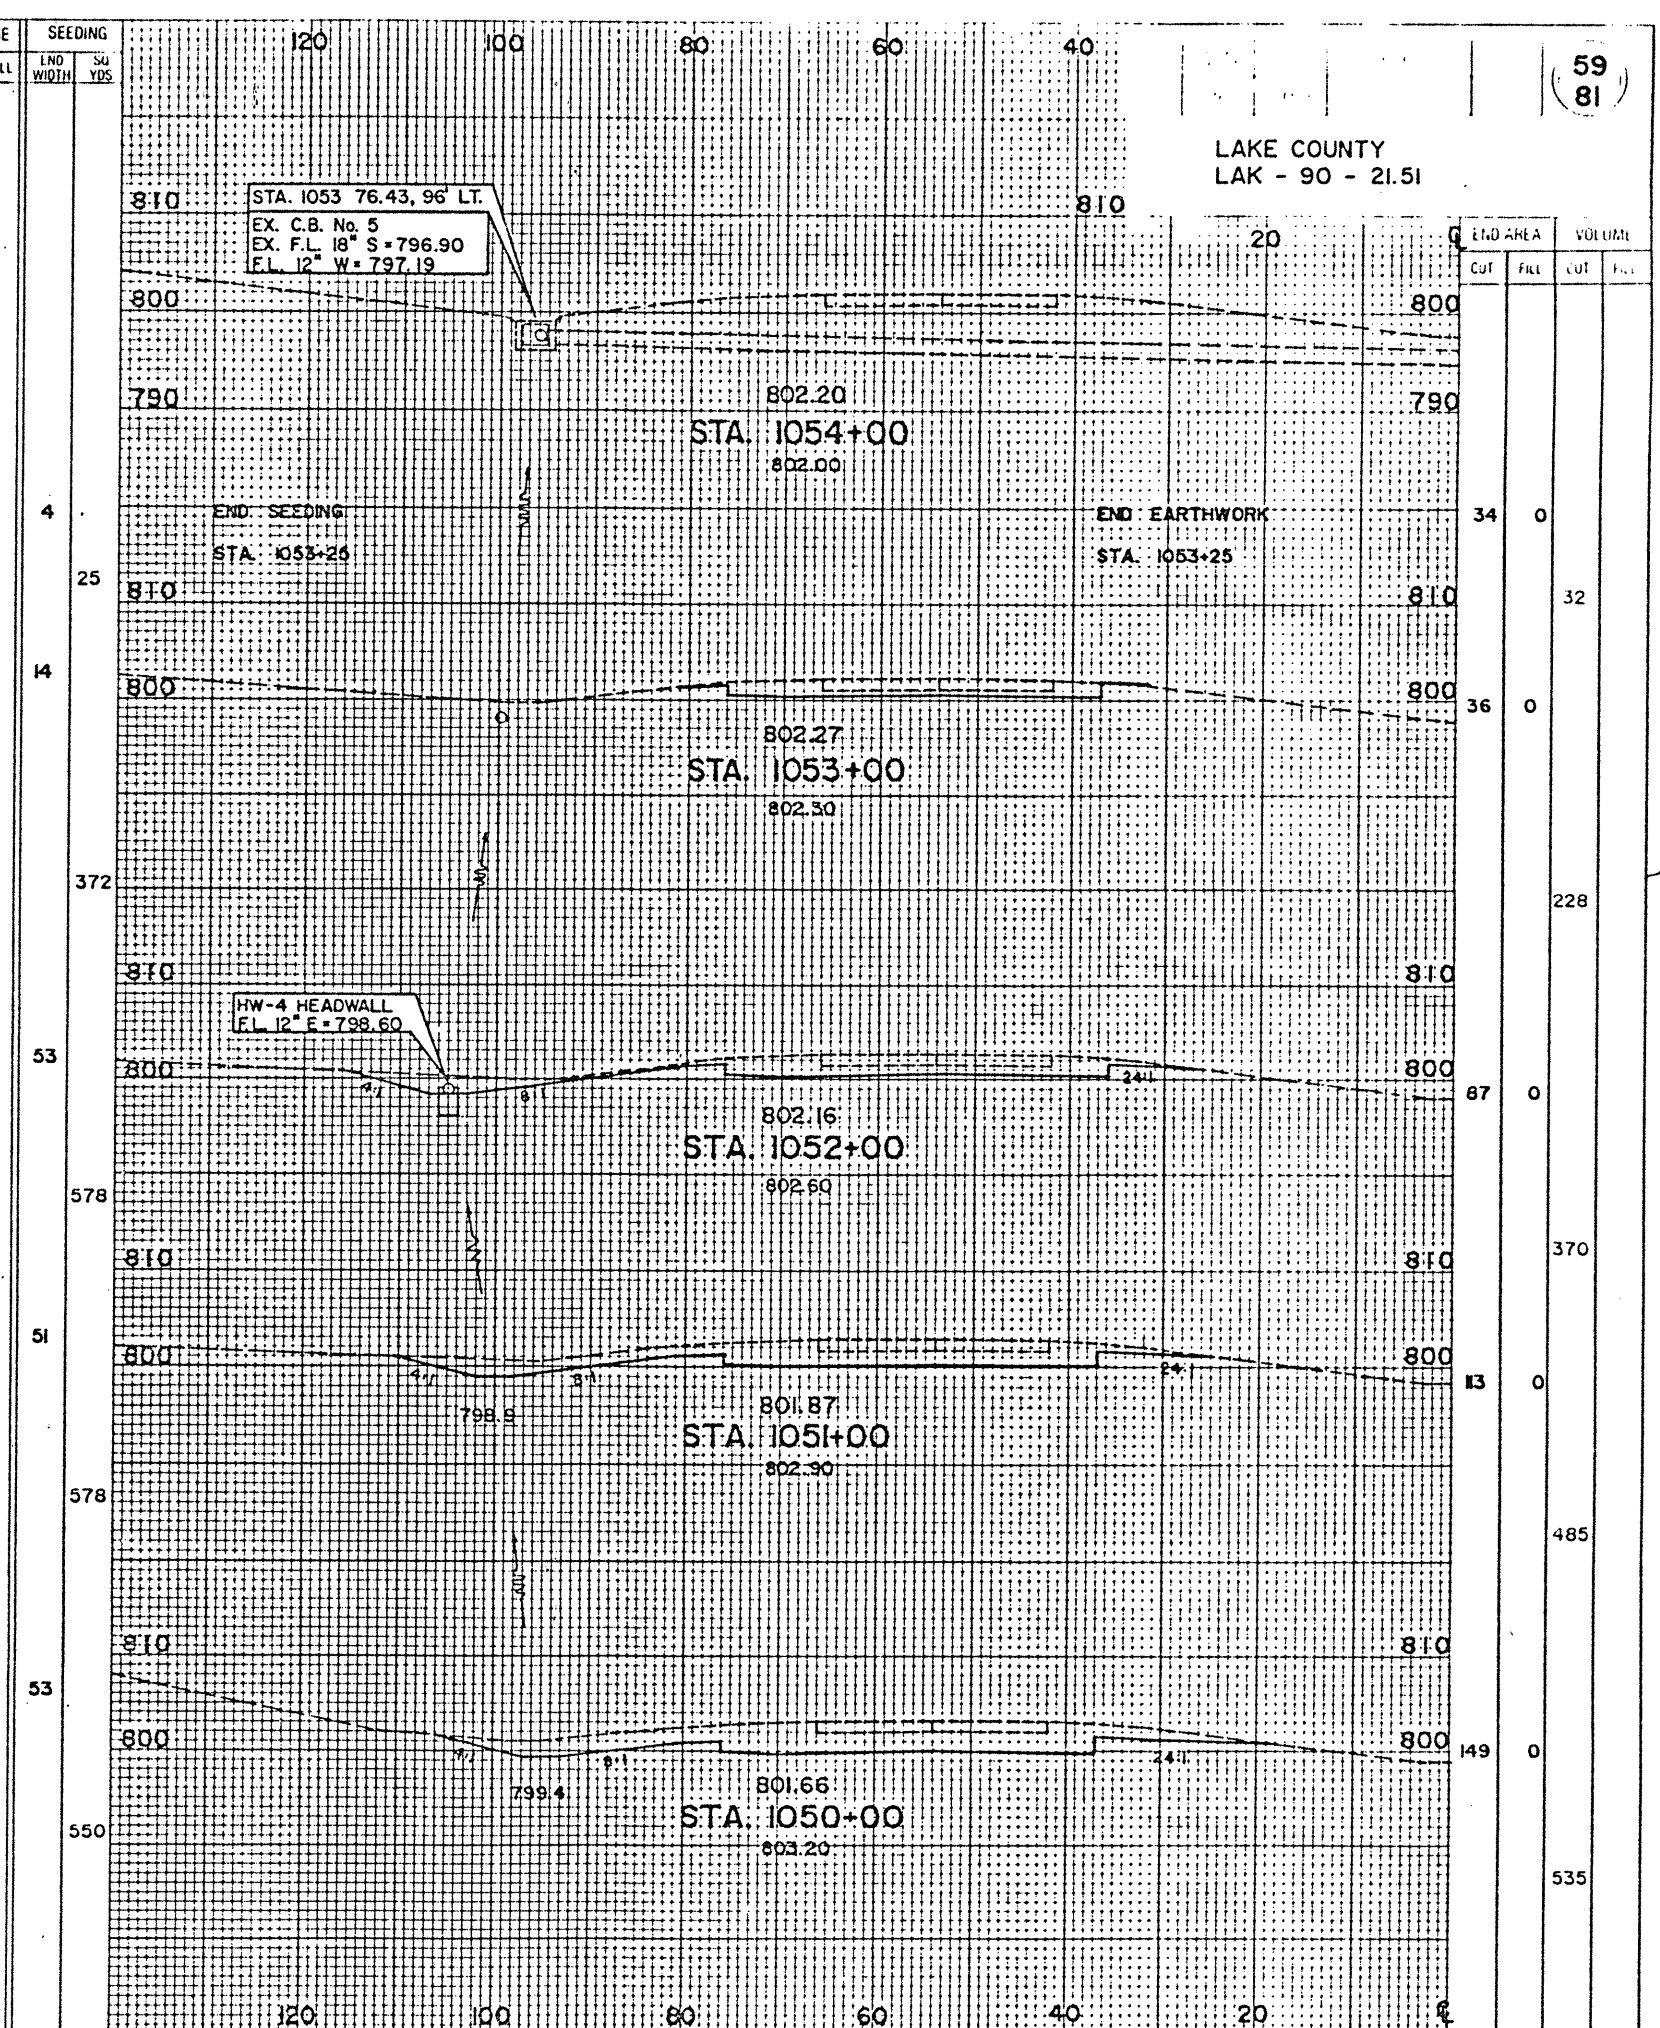 E SEEDING
LL END WIDTH SQ YDS
120 100 80 60 40
59
81
LAKE COUNTY
LAK - 90 - 21.51
STA. 1053 76.43, 96' LT.
810 810
EX. C.B. No. 5
EX. F.L. 18" S = 796.90
F.L. 12" W = 797.19
20 ℄
END AREA VOLUME
CUT FILL CUT FILL
800 800
790 790
802.20
STA. 1054+00
802.00
4 END SEEDING END EARTHWORK 34 0
STA. 1053+25 STA. 1053+25
25
810 810 32
14
800 800 36 0
802.27
STA. 1053+00
802.30
372 228
810 810
HW-4 HEADWALL
F.L. 12" E = 798.60
53
800 800 87 0
4:1 8:1 24:1
802.16
STA. 1052+00
802.60
578
810 810 370
51
800 800 113 0
4:1 8:1 24:1
798.9
801.87
STA. 1051+00
802.90
578 485
810 810
53
800 800 149 0
4:1 8:1 24:1
799.4
801.66
STA. 1050+00
803.20
550 535
120 100 80 60 40 20 ℄